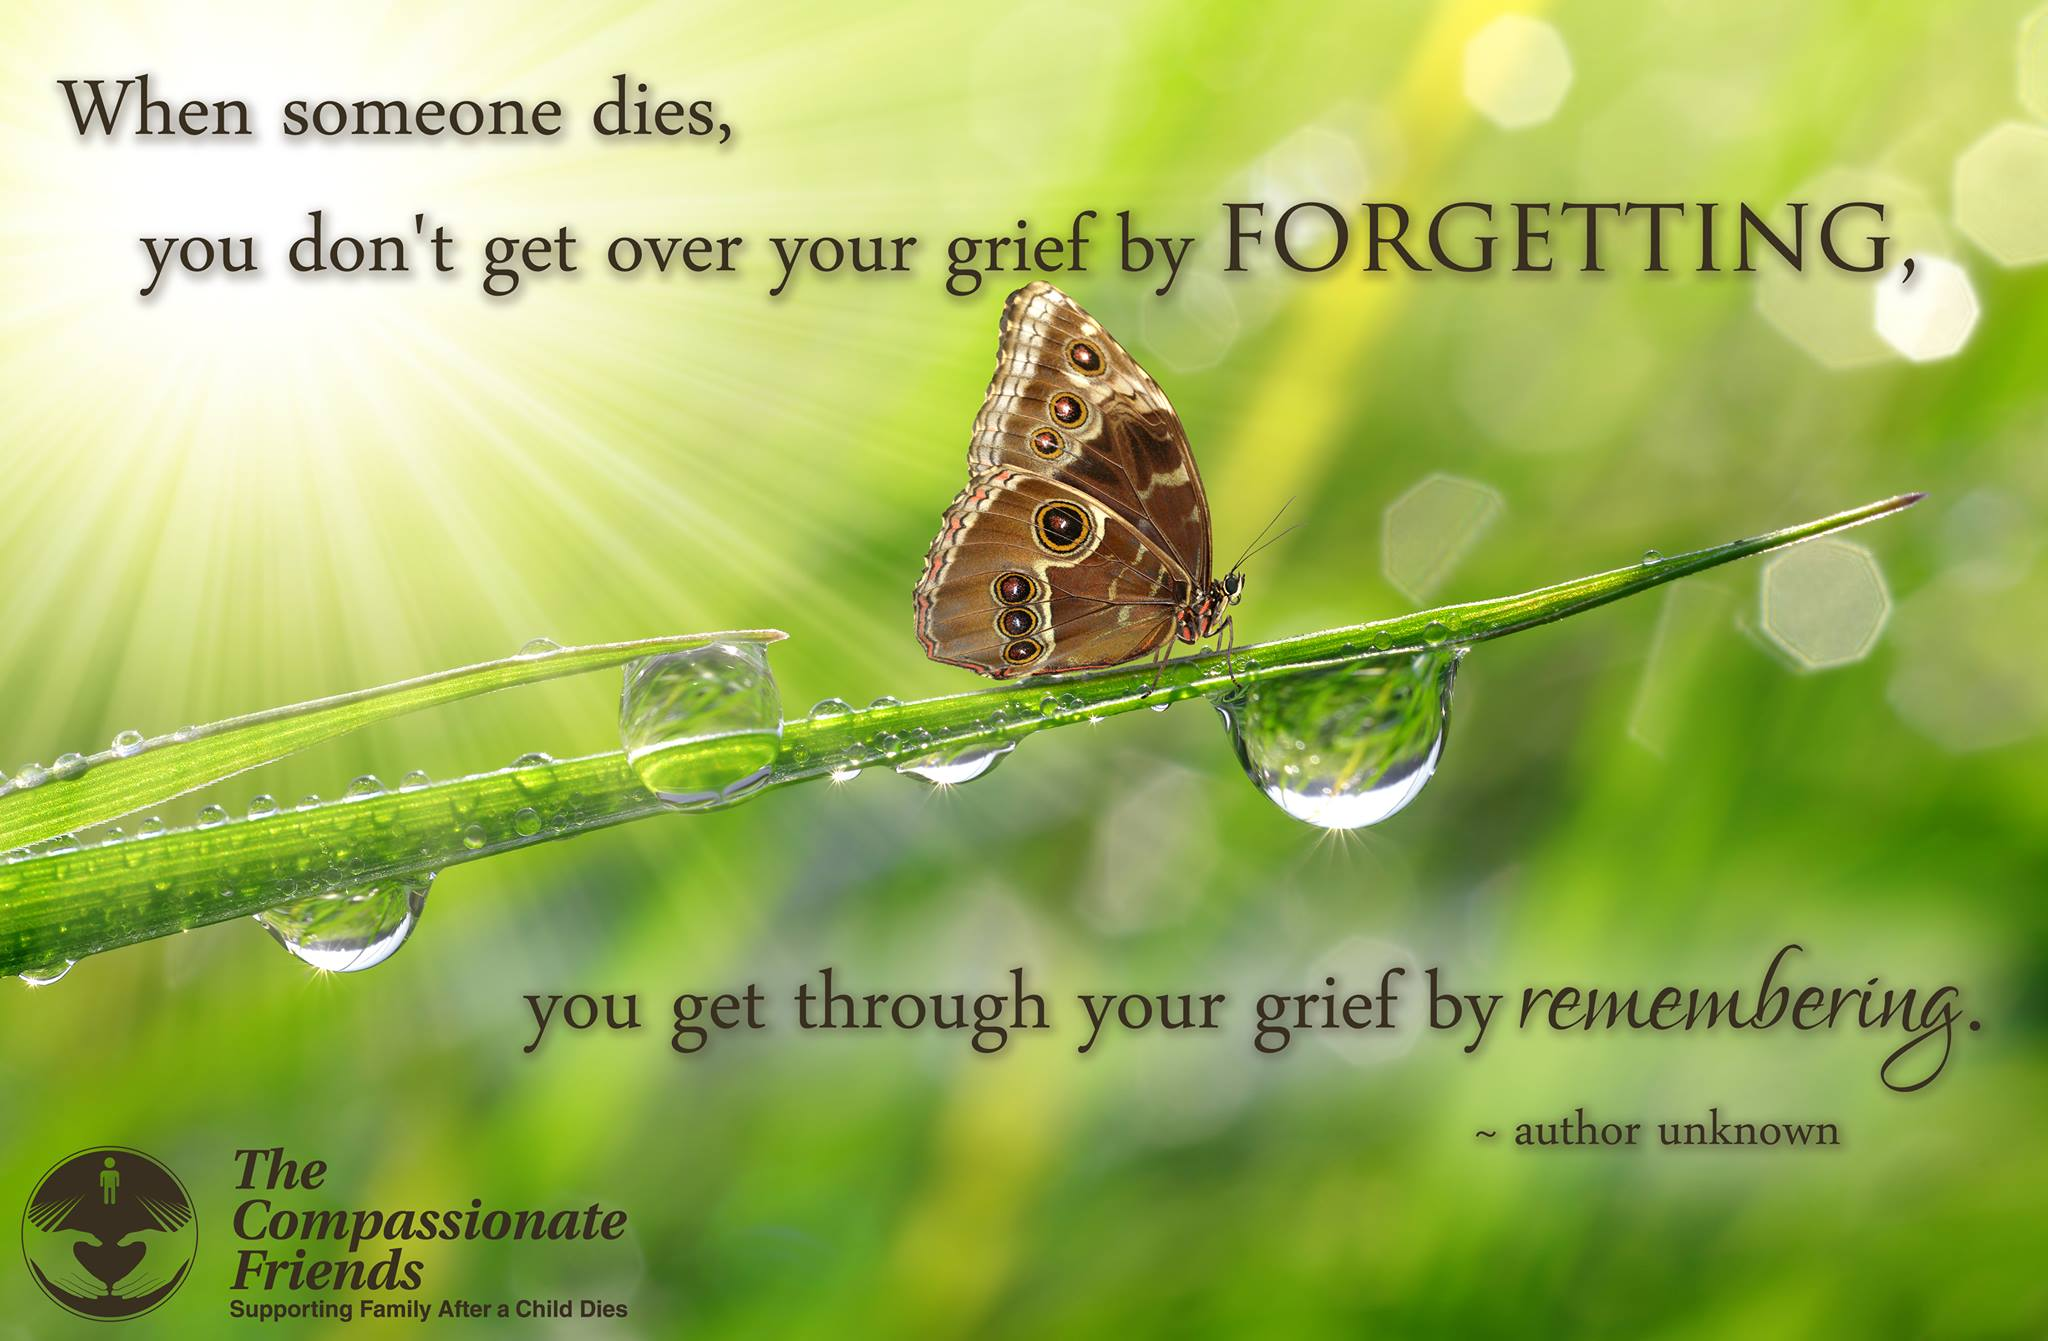 When someone dies,
you don't get over your grief by FORGETTING,
you get through your grief by remembering.
~ author unknown
The
Compassionate
Friends
Supporting Family After a Child Dies